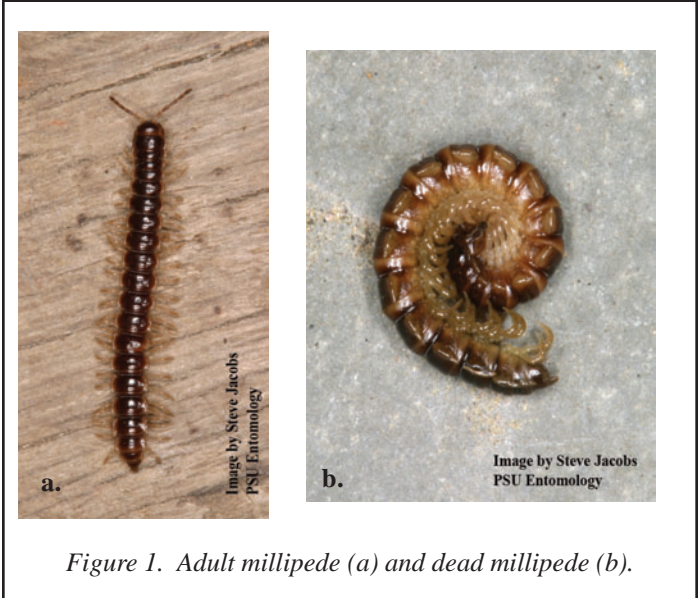 Image by Steve Jacobs
PSU Entomology
a.
Image by Steve Jacobs
PSU Entomology
b.
Figure 1. Adult millipede (a) and dead millipede (b).